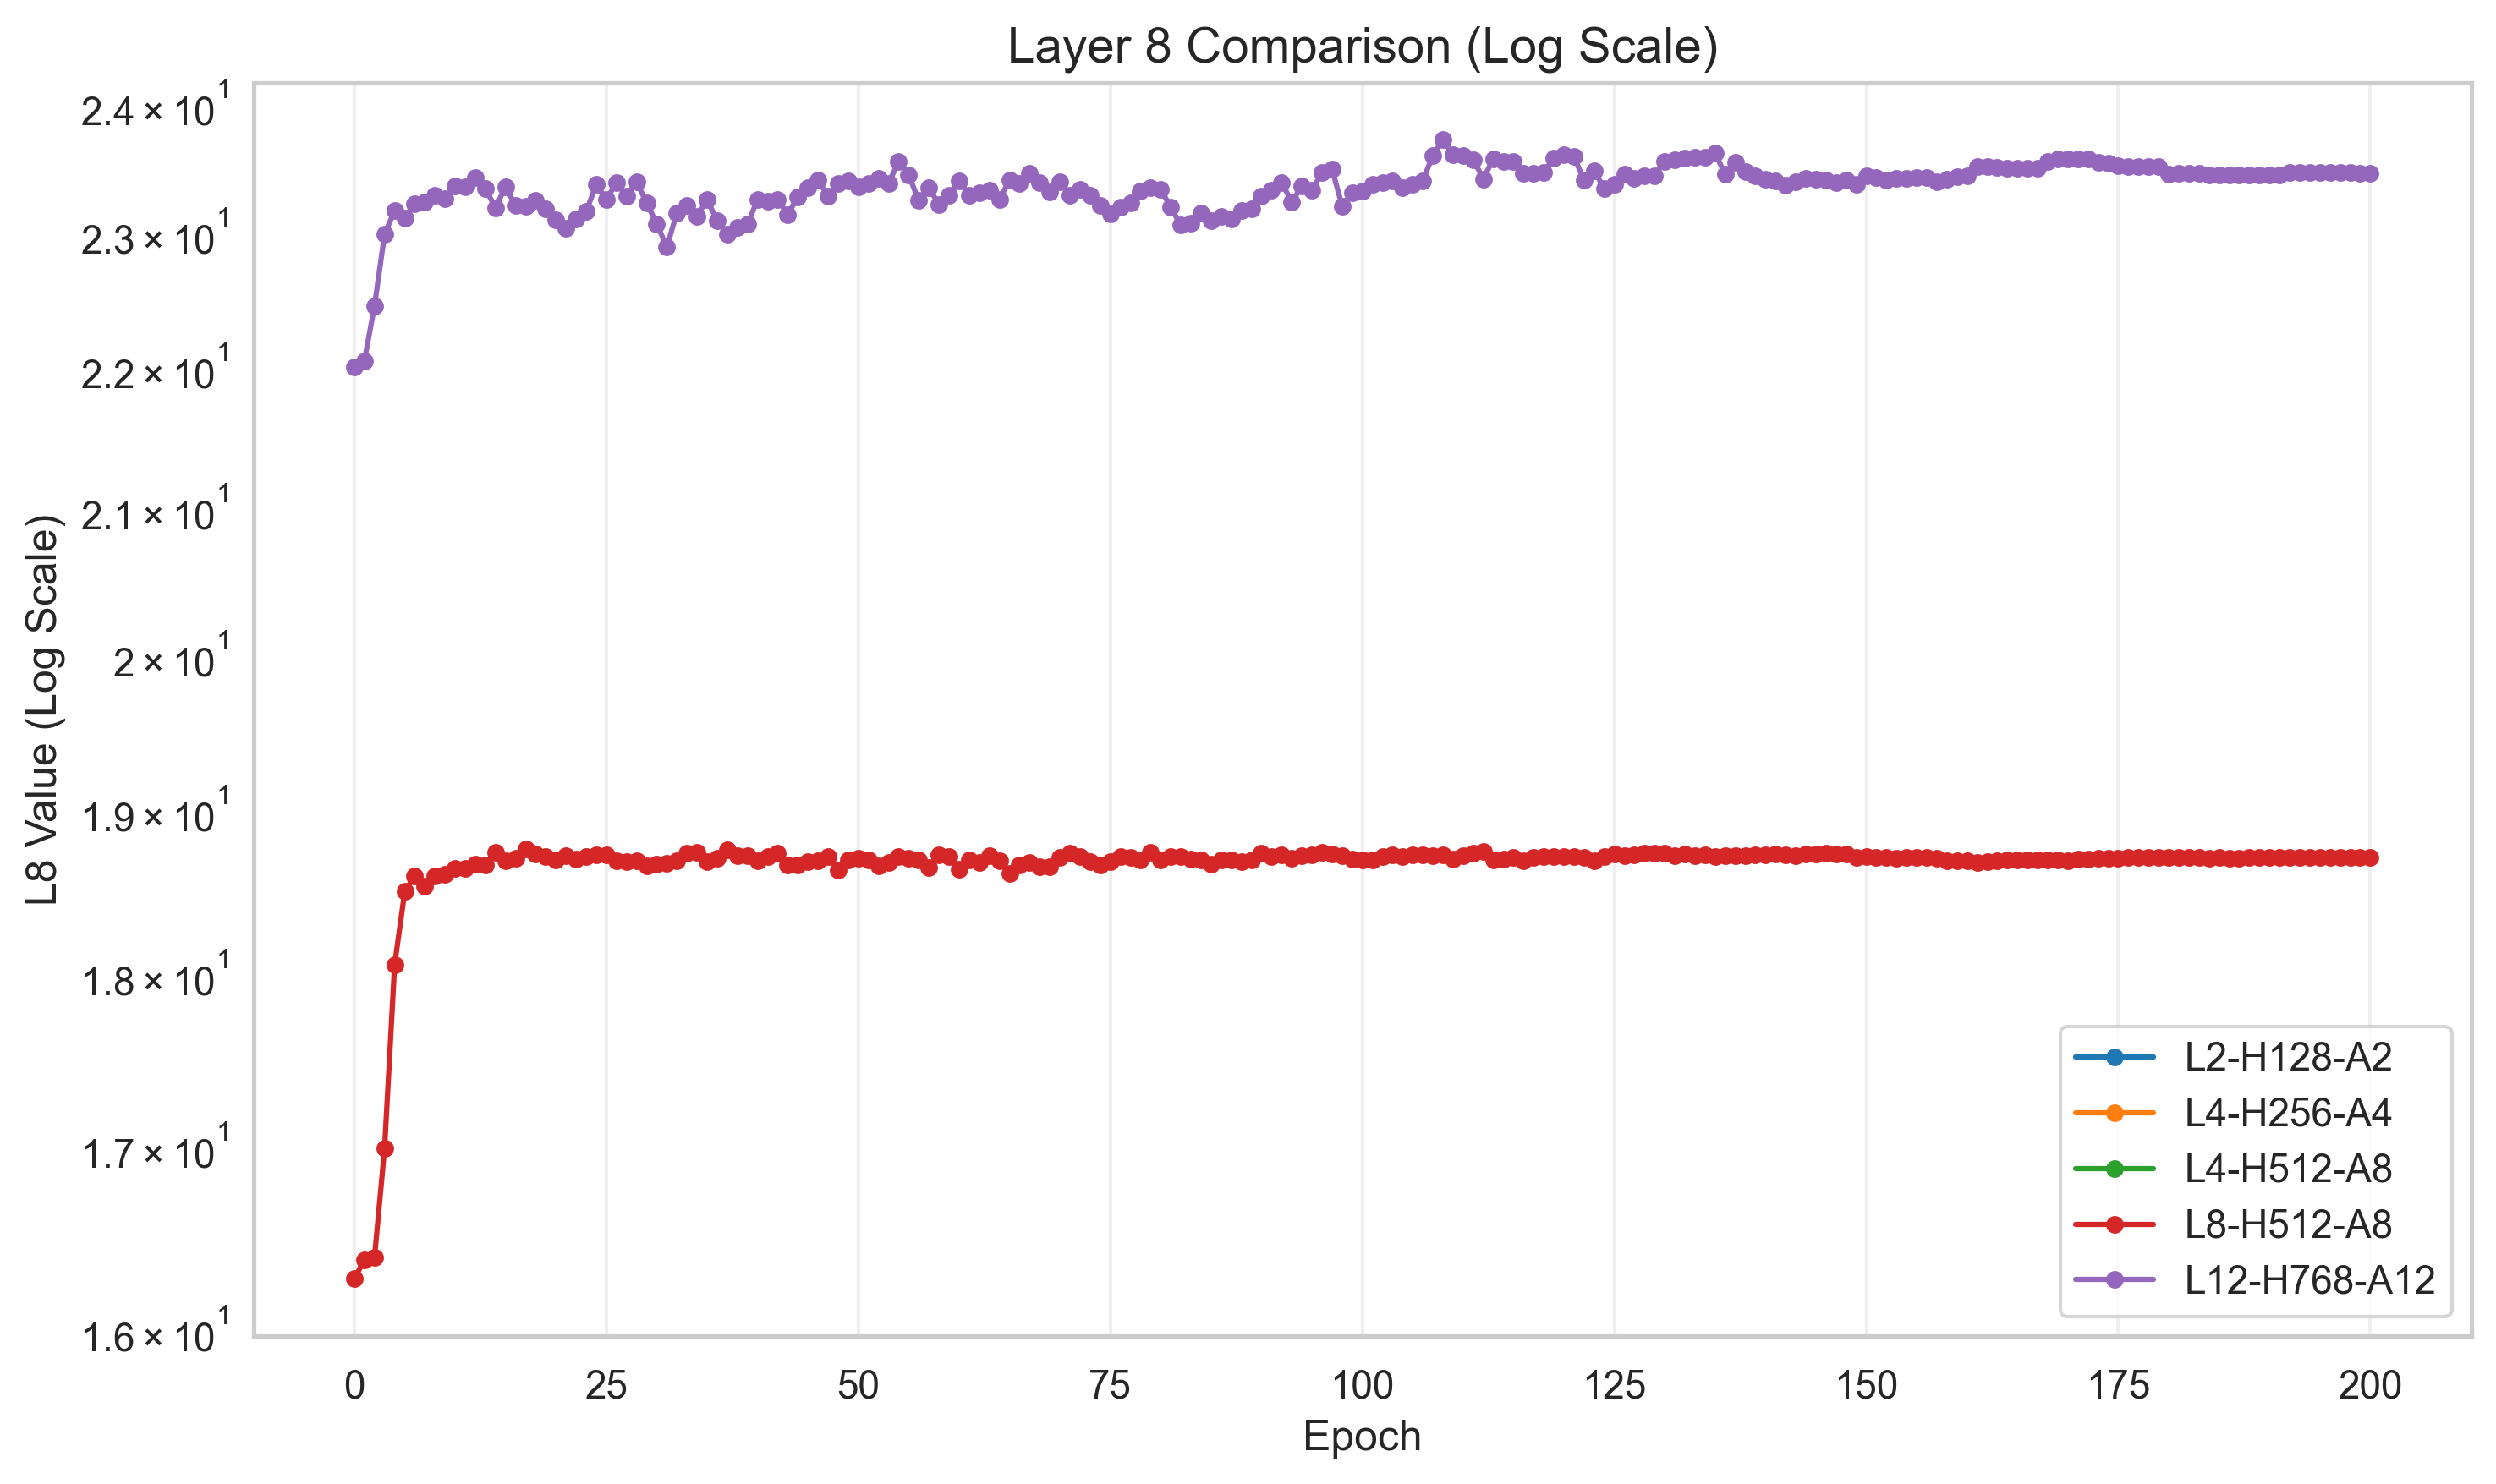 Layer 8 Comparison (Log Scale)
2.4 × 10¹
2.3 × 10¹
2.2 × 10¹
2.1 × 10¹
2 × 10¹
1.9 × 10¹
1.8 × 10¹
1.7 × 10¹
1.6 × 10¹
L8 Value (Log Scale)
L2-H128-A2
L4-H256-A4
L4-H512-A8
L8-H512-A8
L12-H768-A12
0 25 50 75 100 125 150 175 200
Epoch